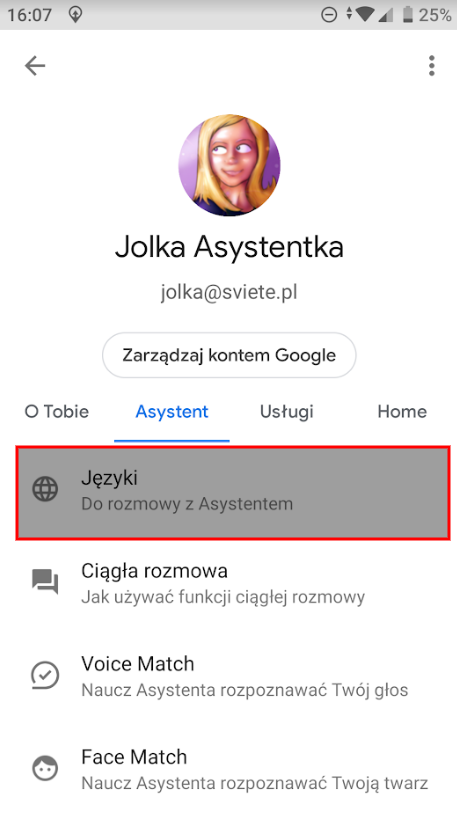 16:07
25%
Jolka Asystentka
jolka@sviete.pl
Zarządzaj kontem Google
O Tobie Asystent Usługi Home
Języki
Do rozmowy z Asystentem
Ciągła rozmowa
Jak używać funkcji ciągłej rozmowy
Voice Match
Naucz Asystenta rozpoznawać Twój głos
Face Match
Naucz Asystenta rozpoznawać Twoją twarz